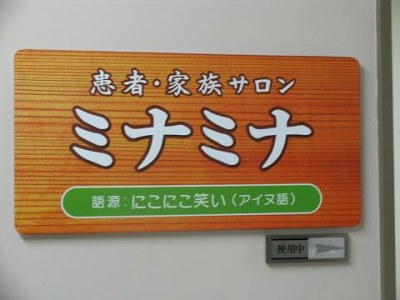 患者・家族サロン
ミナミナ
語源:にこにこ笑い(アイヌ語)
使用中